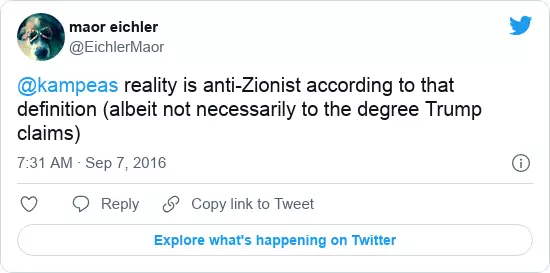 maor eichler
@EichlerMaor
@kampeas reality is anti-Zionist according to that
definition (albeit not necessarily to the degree Trump
claims)
7:31 AM · Sep 7, 2016
Reply
Copy link to Tweet
Explore what's happening on Twitter